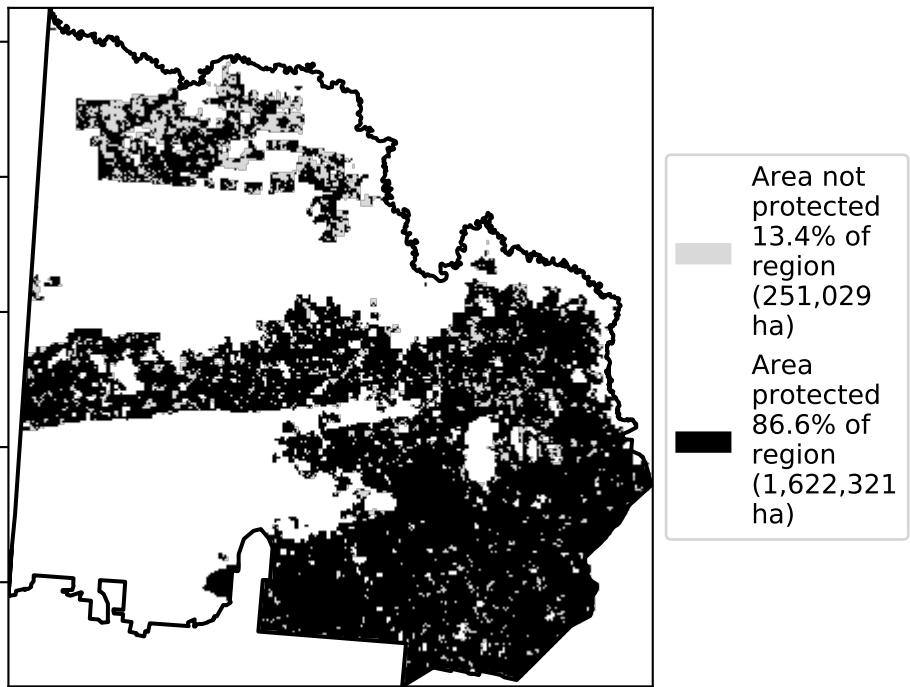 Area not
protected
13.4% of
region
(251,029
ha)
Area
protected
86.6% of
region
(1,622,321
ha)